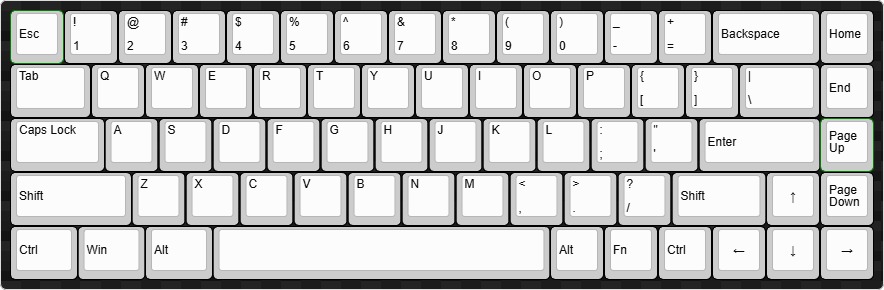 Esc ! 1 @ 2 # 3 $ 4 % 5 ^ 6 & 7 * 8 ( 9 ) 0 _ - + = Backspace Home
Tab Q W E R T Y U I O P { [ } ] | \ End
Caps Lock A S D F G H J K L : ; " ' Enter Page Up
Shift Z X C V B N M < , > . ? / Shift ↑ Page Down
Ctrl Win Alt Alt Fn Ctrl ← ↓ →